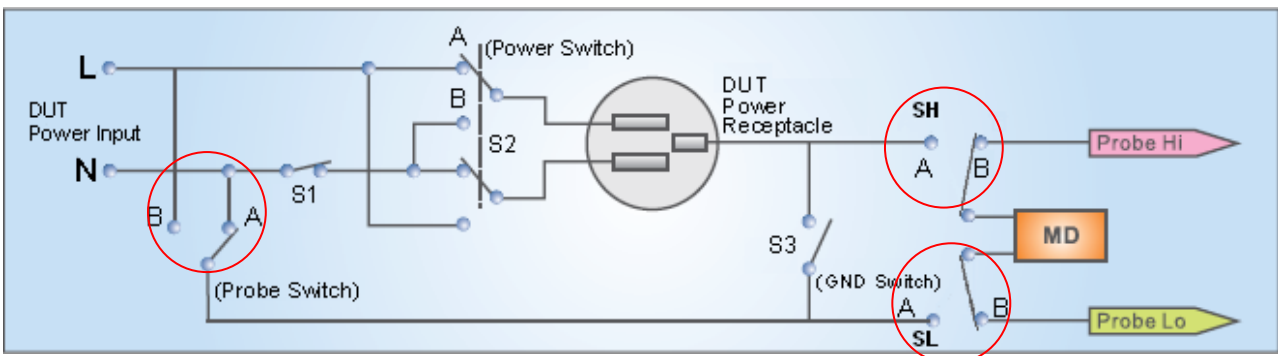 L
DUT
Power Input
N
B
A
(Probe Switch)
S1
A
(Power Switch)
B
S2
DUT
Power
Receptacle
SH
A
B
Probe Hi
MD
S3
(GND Switch)
A
B
SL
Probe Lo